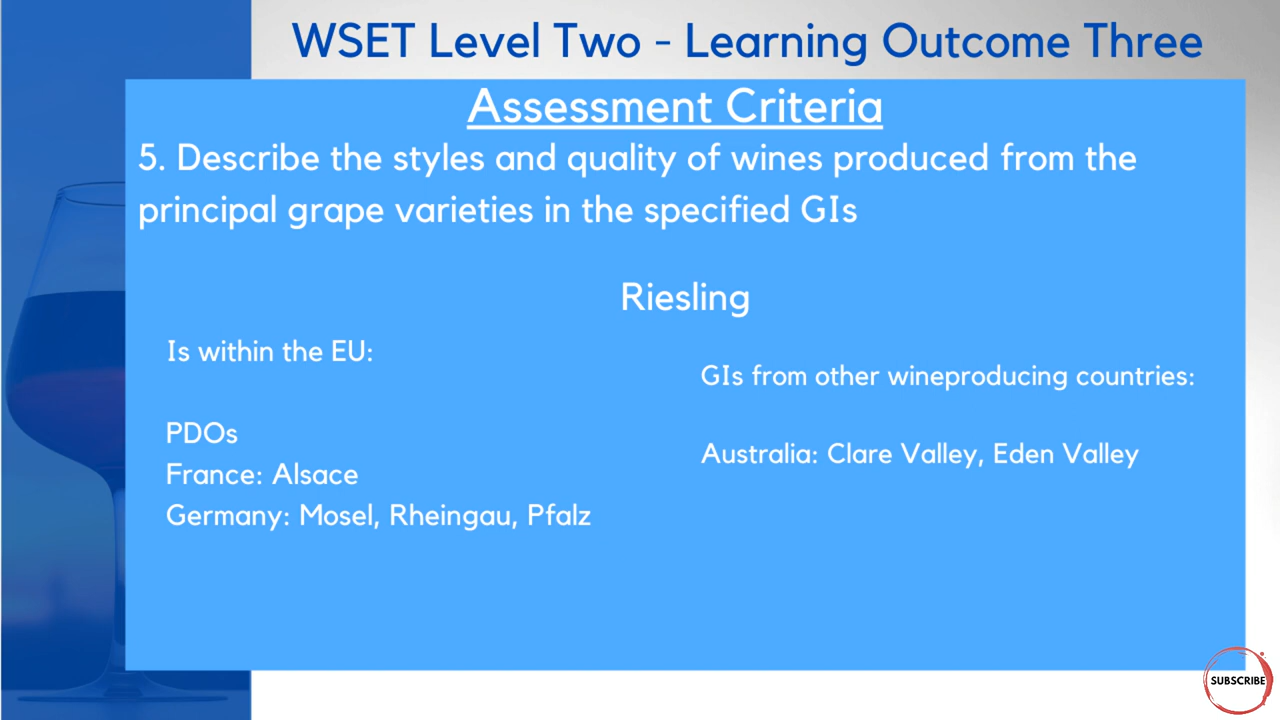 WSET Level Two - Learning Outcome Three
Assessment Criteria
5. Describe the styles and quality of wines produced from the
principal grape varieties in the specified GIs
Riesling
Is within the EU:
PDOs
France: Alsace
Germany: Mosel, Rheingau, Pfalz
GIs from other wineproducing countries:
Australia: Clare Valley, Eden Valley
SUBSCRIBE